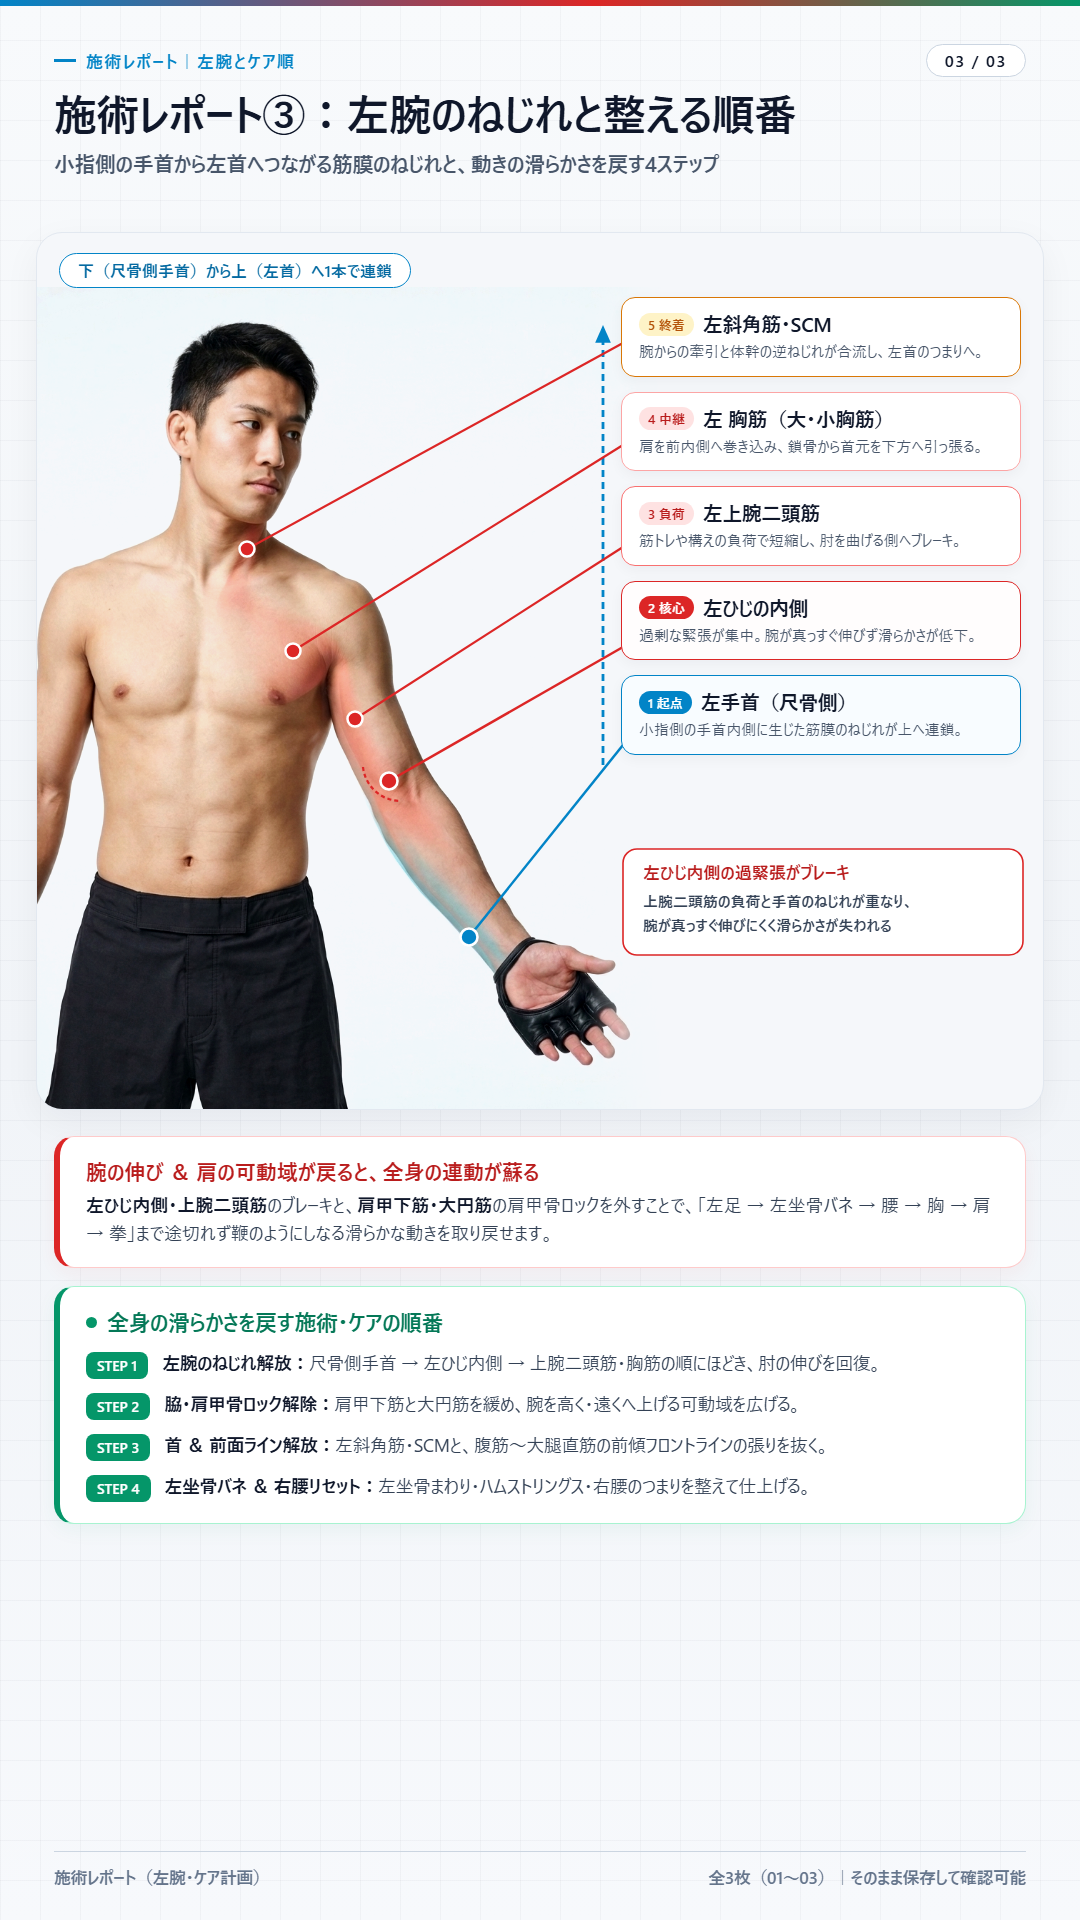 施術レポート｜左腕とケア順
03 / 03
施術レポート③：左腕のねじれと整える順番
小指側の手首から左首へつながる筋膜のねじれと、動きの滑らかさを戻す4ステップ
下（尺骨側手首）から上（左首）へ1本で連鎖
5 終着 左斜角筋・SCM
腕からの牽引と体幹の逆ねじれが合流し、左首のつまりへ。
4 中継 左 胸筋（大・小胸筋）
肩を前内側へ巻き込み、鎖骨から首元を下方へ引っ張る。
3 負荷 左上腕二頭筋
筋トレや構えの負荷で短縮し、肘を曲げる側へブレーキ。
2 核心 左ひじの内側
過剰な緊張が集中。腕が真っすぐ伸びず滑らかさが低下。
1 起点 左手首（尺骨側）
小指側の手首内側に生じた筋膜のねじれが上へ連鎖。
左ひじ内側の過緊張がブレーキ
上腕二頭筋の負荷と手首のねじれが重なり、
腕が真っすぐ伸びにくく滑らかさが失われる
腕の伸び ＆ 肩の可動域が戻ると、全身の連動が蘇る
左ひじ内側・上腕二頭筋のブレーキと、肩甲下筋・大円筋の肩甲骨ロックを外すことで、「左足 → 左坐骨バネ → 腰 → 胸 → 肩
→ 拳」まで途切れず鞭のようにしなる滑らかな動きを取り戻せます。
全身の滑らかさを戻す施術・ケアの順番
STEP 1 左腕のねじれ解放：尺骨側手首 → 左ひじ内側 → 上腕二頭筋・胸筋の順にほどき、肘の伸びを回復。
STEP 2 脇・肩甲骨ロック解除：肩甲下筋と大円筋を緩め、腕を高く・遠くへ上げる可動域を広げる。
STEP 3 首 ＆ 前面ライン解放：左斜角筋・SCMと、腹筋〜大腿直筋の前傾フロントラインの張りを抜く。
STEP 4 左坐骨バネ ＆ 右腰リセット：左坐骨まわり・ハムストリングス・右腰のつまりを整えて仕上げる。
施術レポート（左腕・ケア計画）
全3枚（01〜03）｜そのまま保存して確認可能